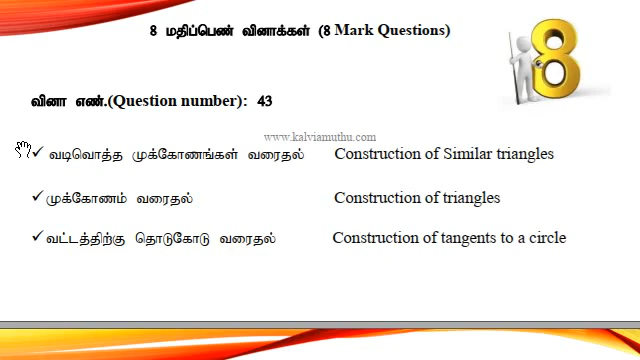 8 மதிப்பெண் வினாக்கள் (8 Mark Questions)
8
வினா எண்.(Question number): 43
www.kalviamuthu.com
✓ வடிவொத்த முக்கோணங்கள் வரைதல் Construction of Similar triangles
✓ முக்கோணம் வரைதல் Construction of triangles
✓ வட்டத்திற்கு தொடுகோடு வரைதல் Construction of tangents to a circle